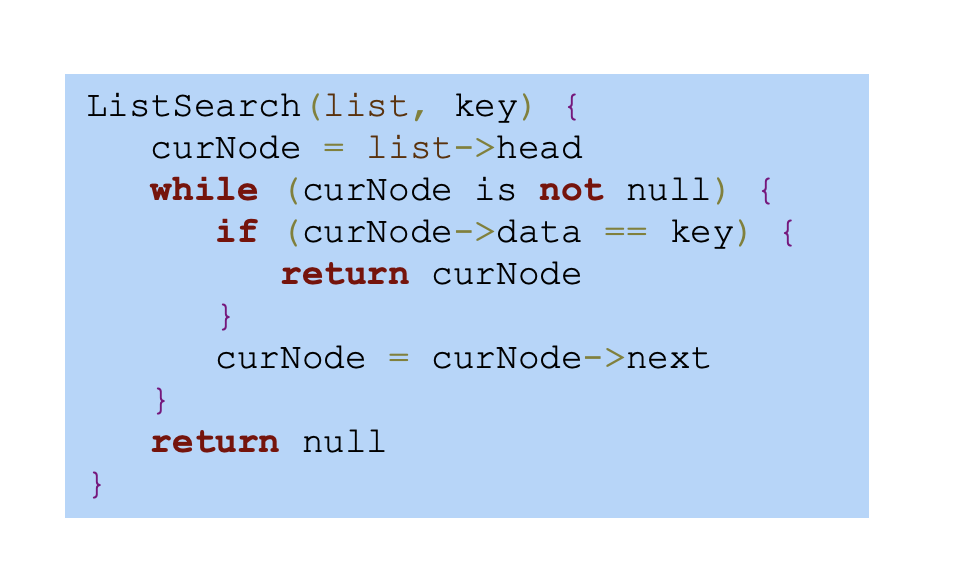 ListSearch(list, key) {
   curNode = list->head
   while (curNode is not null) {
      if (curNode->data == key) {
         return curNode
      }
      curNode = curNode->next
   }
   return null
}